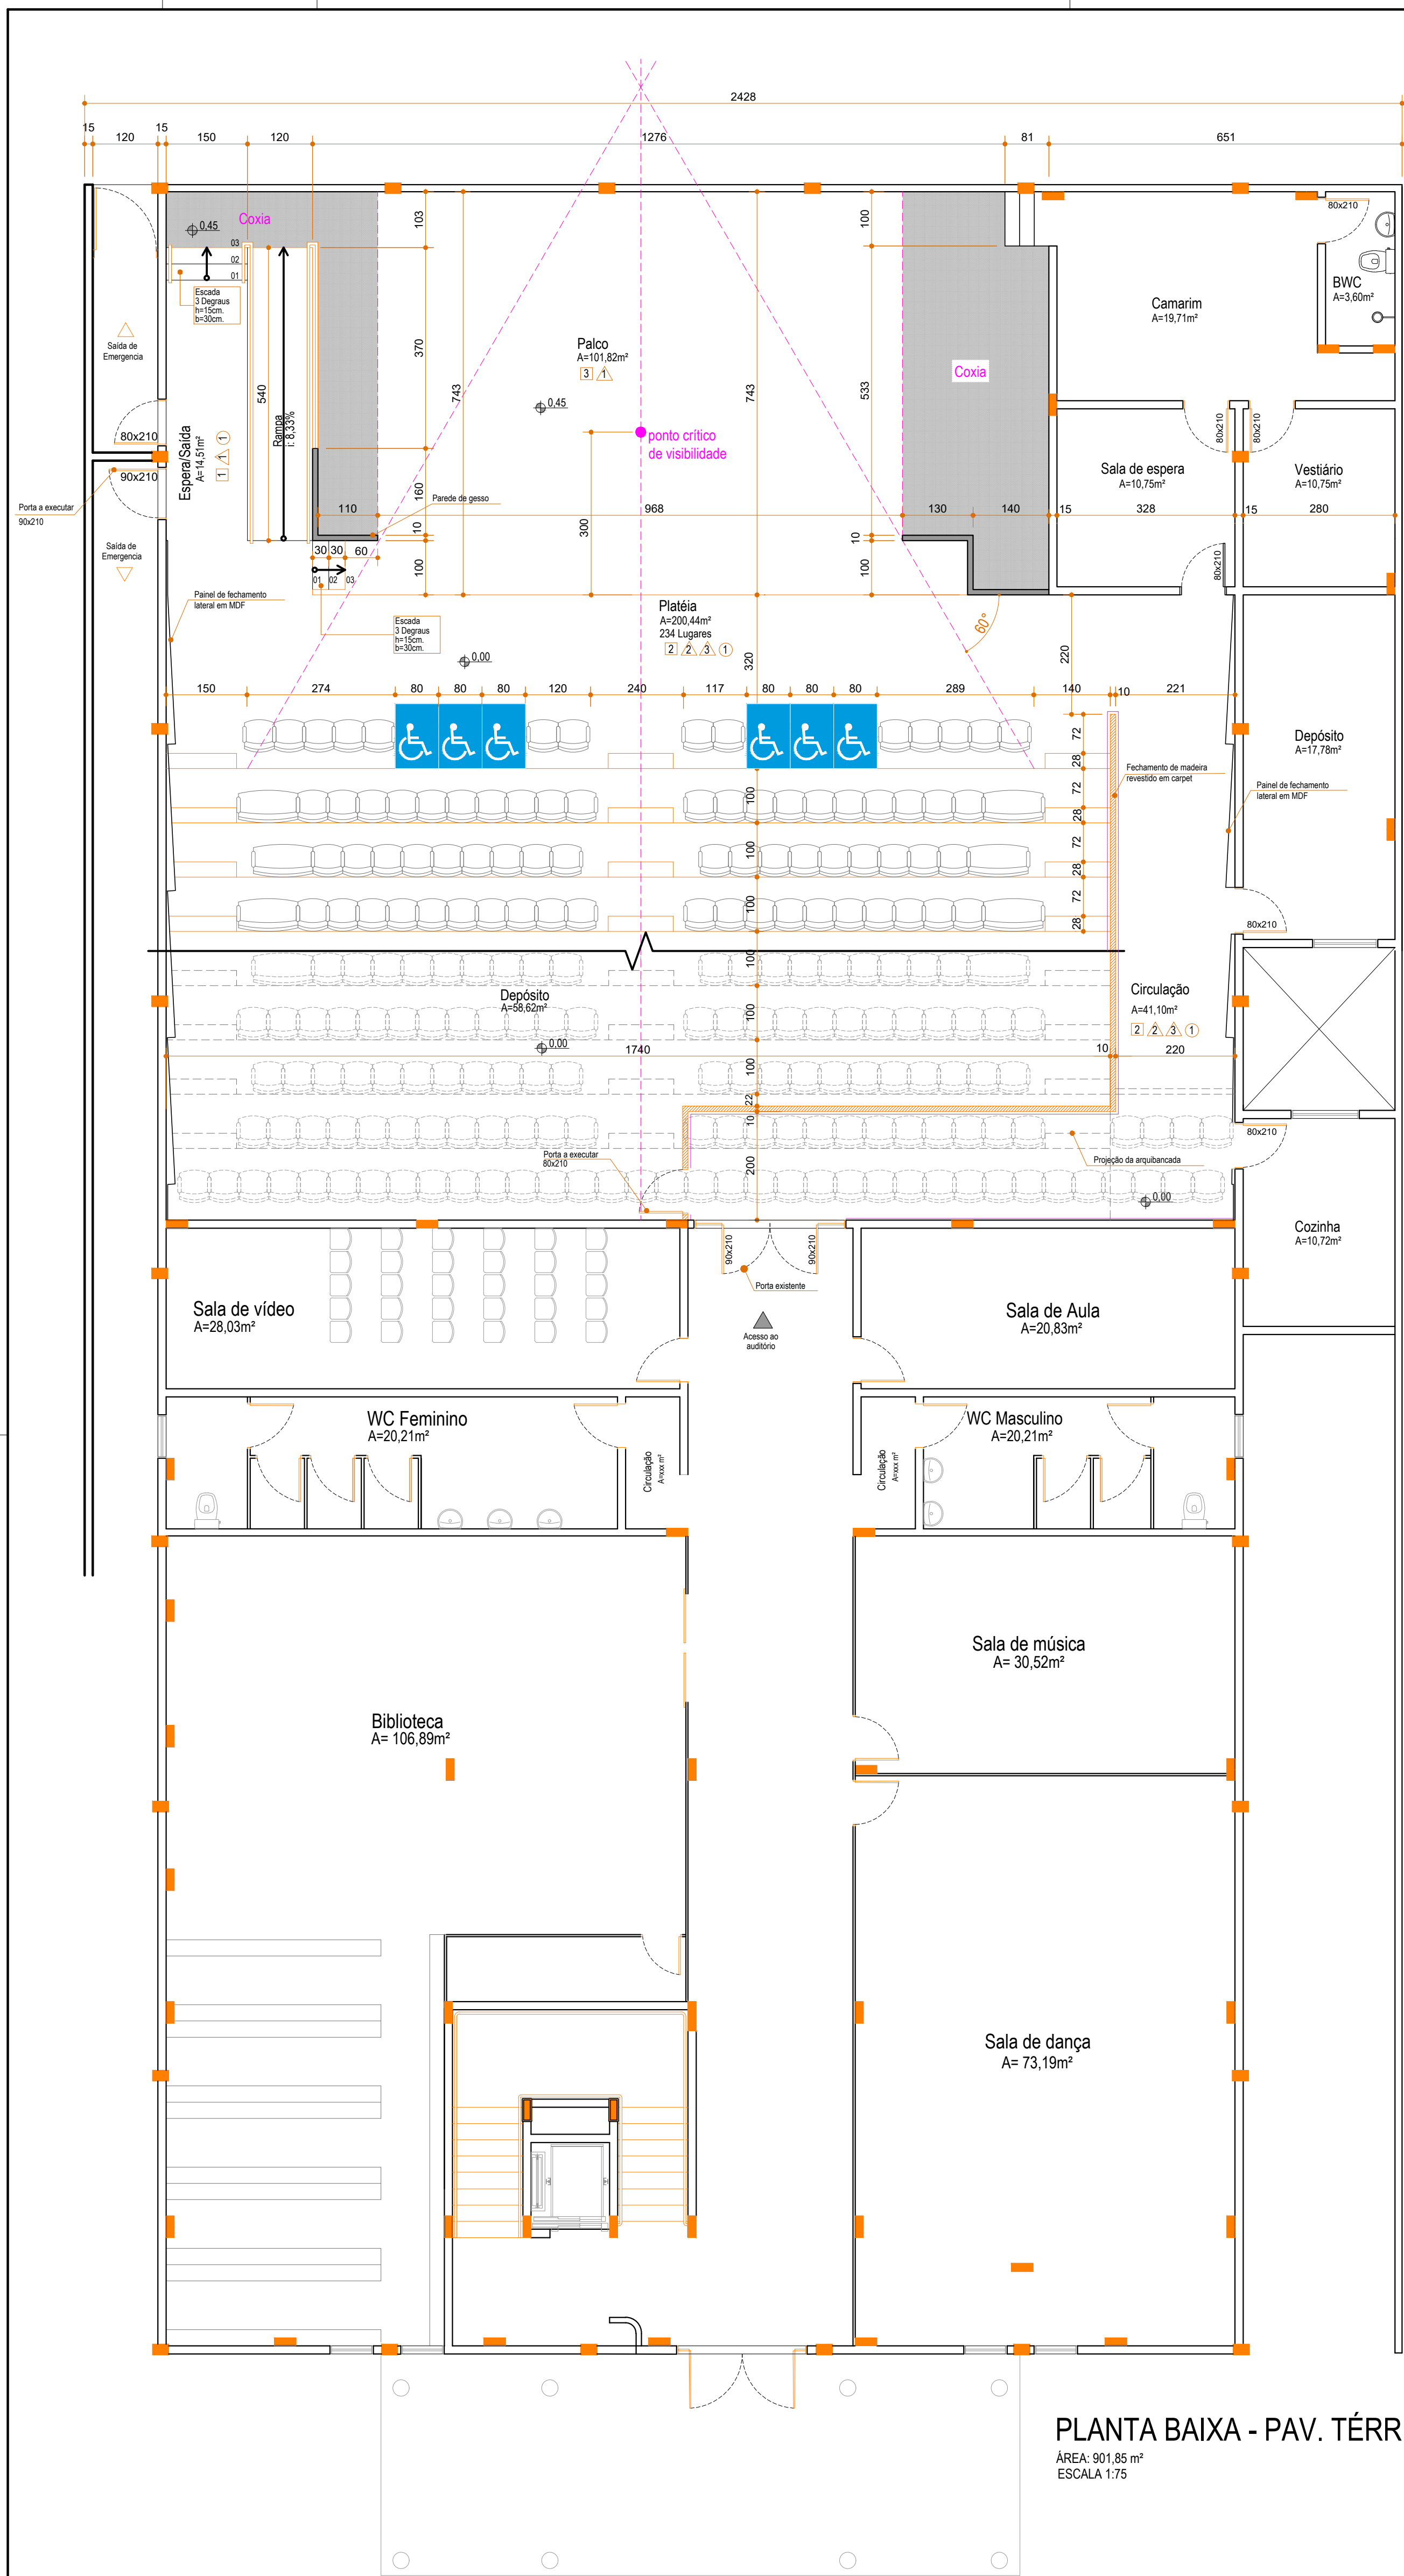 2428
15
120
15
150
120
1276
81
651
Coxia
0,45
03
02
01
Escada
3 Degraus
h=15cm.
b=30cm.
103
743
743
100
80x210
BWC
A=3,60m²
Camarim
A=19,71m²
Saída de
Emergencia
Palco
A=101,82m²
3 1
0,45
370
533
Coxia
540
Rampa
i: 8,33%
Espera/Saída
A=14,51m²
1 1 1
80x210
90x210
Porta a executar
90x210
ponto crítico
de visibilidade
80x210
80x210
Sala de espera
A=10,75m²
Vestiário
A=10,75m²
160
Parede de gesso
110
968
130
140
15
328
15
280
300
10
10
Saída de
Emergencia
30
30
60
01
02
03
100
100
80x210
Painel de fechamento
lateral em MDF
Escada
3 Degraus
h=15cm.
b=30cm.
Platéia
A=200,44m²
234 Lugares
2 2 3 1
0,00
60°
320
220
150
274
80
80
80
120
240
117
80
80
80
289
140
10
221
72
28
72
28
72
28
72
28
Fechamento de madeira
revestido em carpet
Depósito
A=17,78m²
Painel de fechamento
lateral em MDF
100
100
100
80x210
100
Depósito
A=58,62m²
0,00
100
Circulação
A=41,10m²
2 2 3 1
1740
10
220
100
22
10
80x210
Porta a executar
80x210
200
Projeção da arquibancada
0,00
90x210
90x210
Porta existente
Cozinha
A=10,72m²
Sala de vídeo
A=28,03m²
Acesso ao
auditório
Sala de Aula
A=20,83m²
WC Feminino
A=20,21m²
Circulação
A=xxx m²
Circulação
A=xxx m²
WC Masculino
A=20,21m²
Sala de música
A= 30,52m²
Biblioteca
A= 106,89m²
Sala de dança
A= 73,19m²
PLANTA BAIXA - PAV. TÉRR
ÁREA: 901,85 m²
ESCALA 1:75